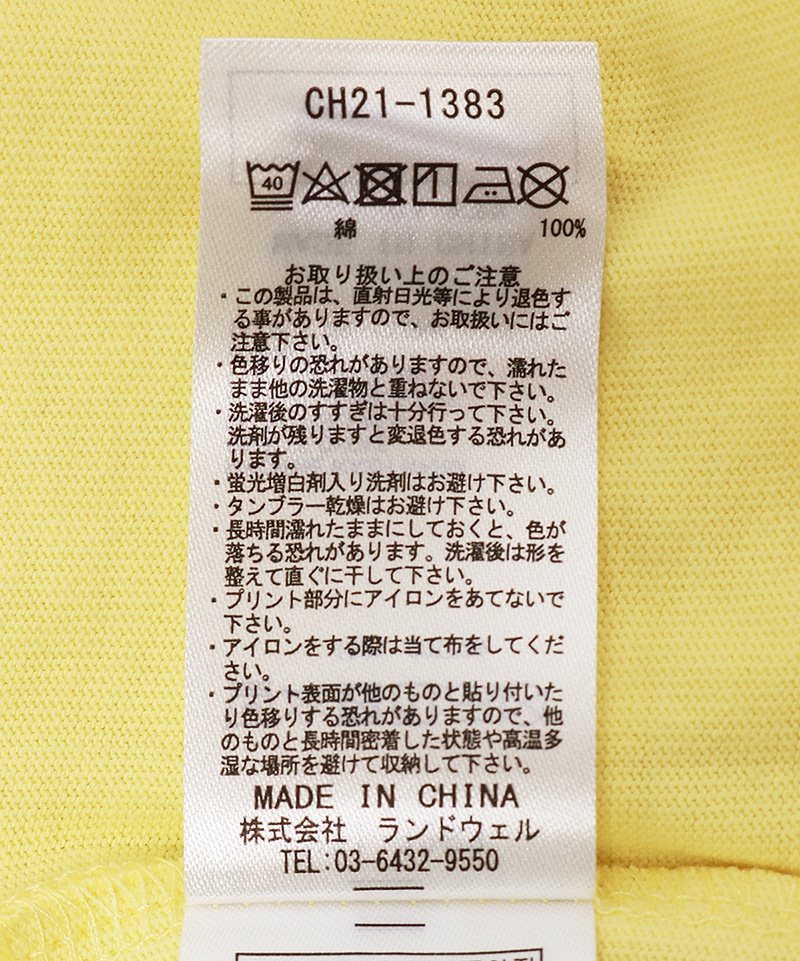 CH21-1383
40
綿 100%
お取り扱い上のご注意
・この製品は、直射日光等により退色す
る事がありますので、お取扱いにはご
注意下さい。
・色移りの恐れがありますので、濡れた
まま他の洗濯物と重ねないで下さい。
・洗濯後のすすぎは十分行って下さい。
洗剤が残りますと変退色する恐れがあ
ります。
・蛍光増白剤入り洗剤はお避け下さい。
・タンブラー乾燥はお避け下さい。
・長時間濡れたままにしておくと、色が
落ちる恐れがあります。洗濯後は形を
整えて直ぐに干して下さい。
・プリント部分にアイロンをあてないで
下さい。
・アイロンをする際は当て布をしてくだ
さい。
・プリント表面が他のものと貼り付いた
り色移りする恐れがありますので、他
のものと長時間密着した状態や高温多
湿な場所を避けて収納して下さい。
MADE IN CHINA
株式会社 ランドウェル
TEL:03-6432-9550